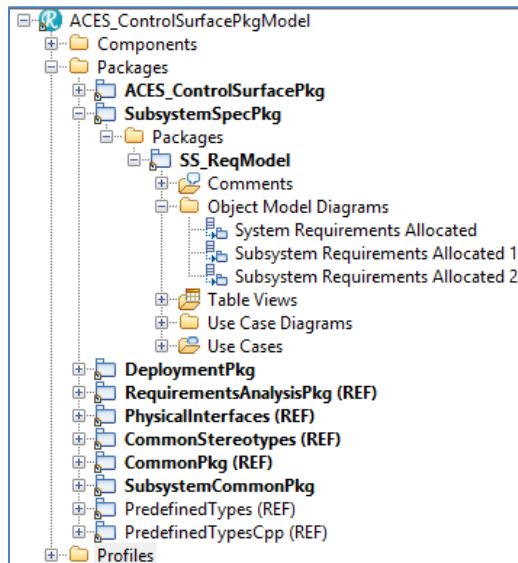 ACES_ControlSurfacePkgModel
Components
Packages
ACES_ControlSurfacePkg
SubsystemSpecPkg
Packages
SS_ReqModel
Comments
Object Model Diagrams
System Requirements Allocated
Subsystem Requirements Allocated 1
Subsystem Requirements Allocated 2
Table Views
Use Case Diagrams
Use Cases
DeploymentPkg
RequirementsAnalysisPkg (REF)
PhysicalInterfaces (REF)
CommonStereotypes (REF)
CommonPkg (REF)
SubsystemCommonPkg
PredefinedTypes (REF)
PredefinedTypesCpp (REF)
Profiles